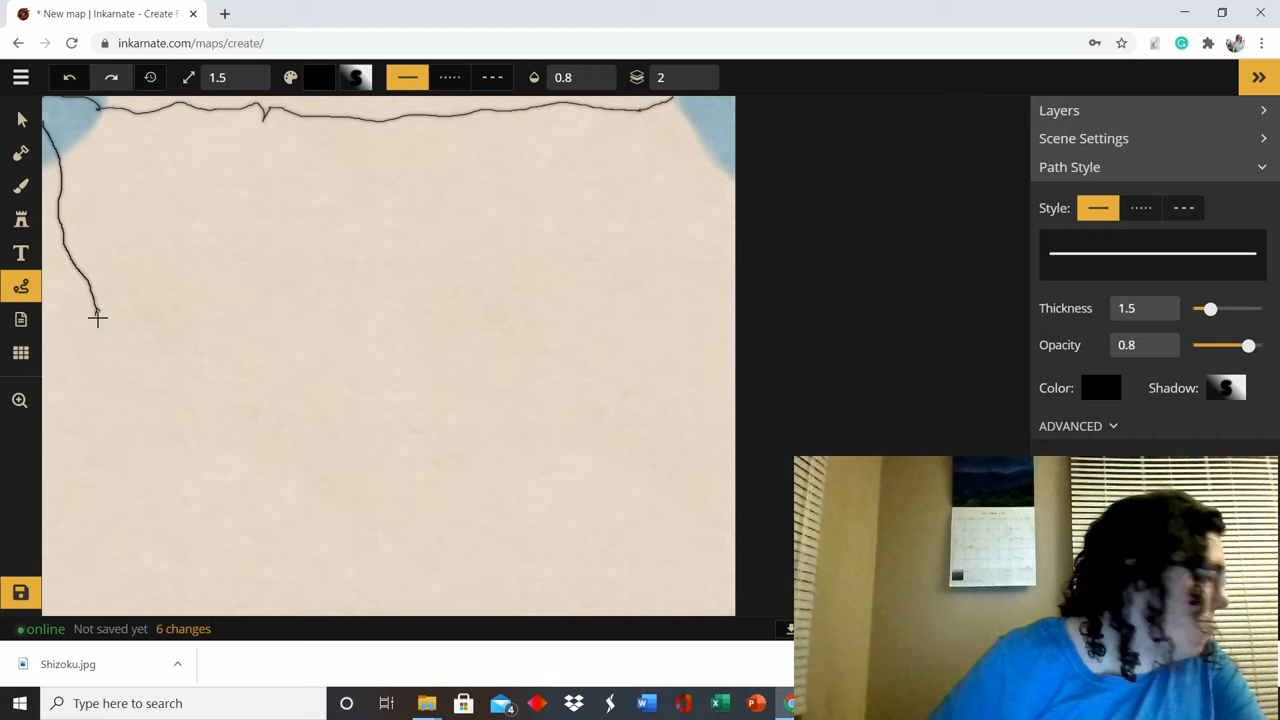 * New map | Inkarnate - Create F
inkarnate.com/maps/create/
1.5
S
0.8
2
Layers
Scene Settings
Path Style
Style:
Thickness
1.5
Opacity
0.8
Color:
Shadow:
S
ADVANCED
T
online
Not saved yet
6 changes
Shizoku.jpg
Type here to search
4